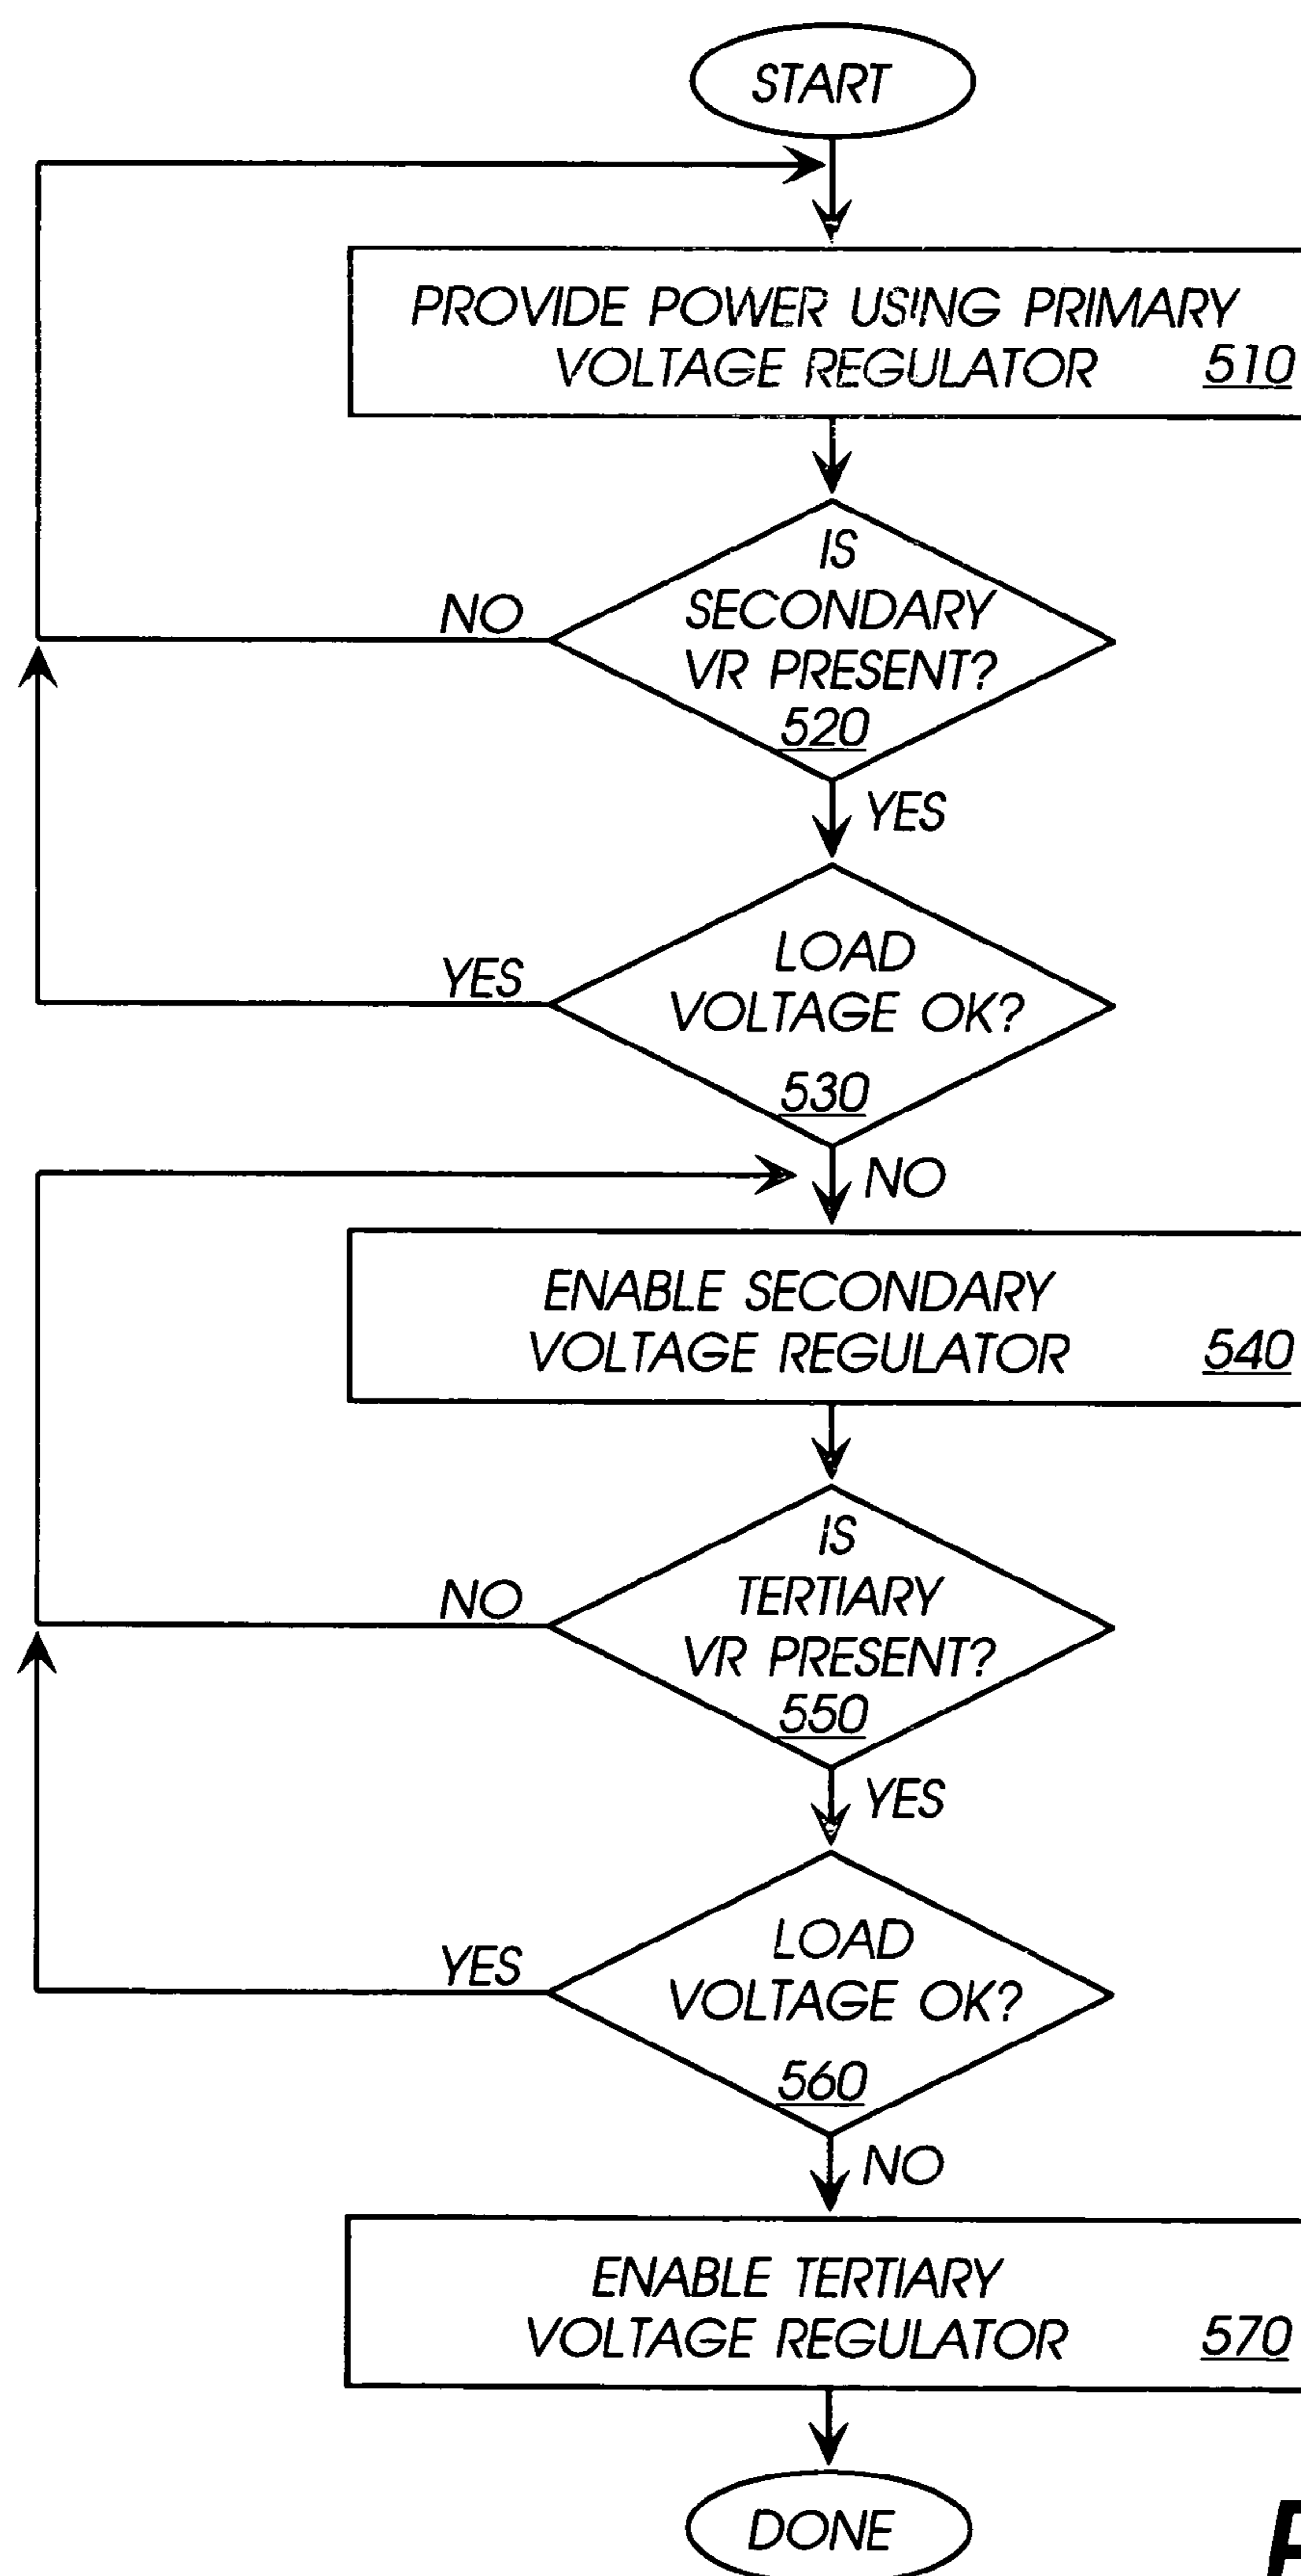 START
PROVIDE POWER USING PRIMARY
VOLTAGE REGULATOR 510
IS
SECONDARY
VR PRESENT?
520
NO
YES
LOAD
VOLTAGE OK?
530
YES
NO
ENABLE SECONDARY
VOLTAGE REGULATOR 540
IS
TERTIARY
VR PRESENT?
550
NO
YES
LOAD
VOLTAGE OK?
560
YES
NO
ENABLE TERTIARY
VOLTAGE REGULATOR 570
DONE